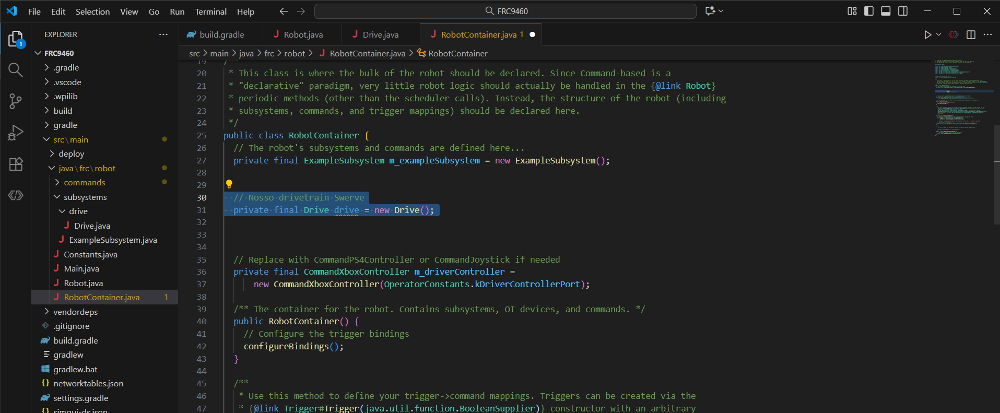 File Edit Selection View Go Run Terminal Help
FRC9460
EXPLORER
FRC9460
.gradle
.vscode
.wpilib
build
gradle
src\main
deploy
java\frc\robot
commands
subsystems
drive
Drive.java
ExampleSubsystem.java
Constants.java
Main.java
Robot.java
RobotContainer.java 1
vendordeps
.gitignore
build.gradle
gradlew
gradlew.bat
networktables.json
settings.gradle
simgui-ds.json
1
build.gradle
Robot.java
Drive.java
RobotContainer.java 1
src > main > java > frc > robot > RobotContainer.java > RobotContainer
19 /**
20 * This class is where the bulk of the robot should be declared. Since Command-based is a
21 * "declarative" paradigm, very little robot logic should actually be handled in the {@link Robot}
22 * periodic methods (other than the scheduler calls). Instead, the structure of the robot (including
23 * subsystems, commands, and trigger mappings) should be declared here.
24 */
25 public class RobotContainer {
26 // The robot's subsystems and commands are defined here...
27 private final ExampleSubsystem m_exampleSubsystem = new ExampleSubsystem();
28
29
30 // Nosso drivetrain Swerve
31 private final Drive drive = new Drive();
32
33
34
35 // Replace with CommandPS4Controller or CommandJoystick if needed
36 private final CommandXboxController m_driverController =
37 new CommandXboxController(OperatorConstants.kDriverControllerPort);
38
39 /** The container for the robot. Contains subsystems, OI devices, and commands. */
40 public RobotContainer() {
41 // Configure the trigger bindings
42 configureBindings();
43 }
44
45 /**
46 * Use this method to define your trigger->command mappings. Triggers can be created via the
47 * {@link Trigger#Trigger(java.util.function.BooleanSupplier)} constructor with an arbitrary